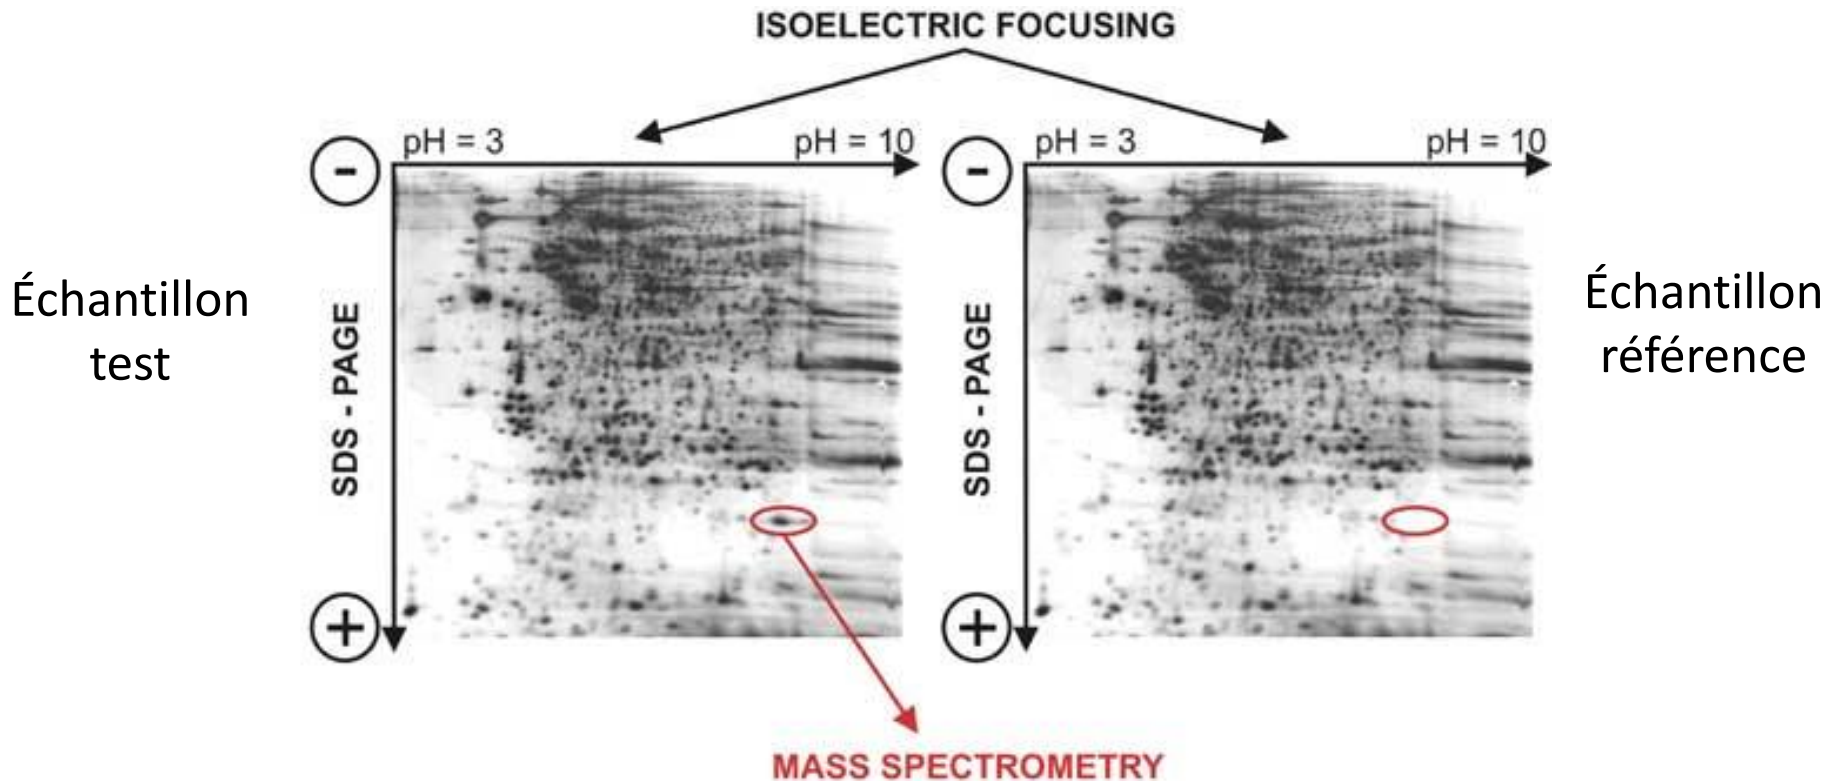 ISOELECTRIC FOCUSING
pH = 3
pH = 10
pH = 3
pH = 10
-
-
Échantillon
test
SDS - PAGE
SDS - PAGE
Échantillon
référence
+
+
MASS SPECTROMETRY